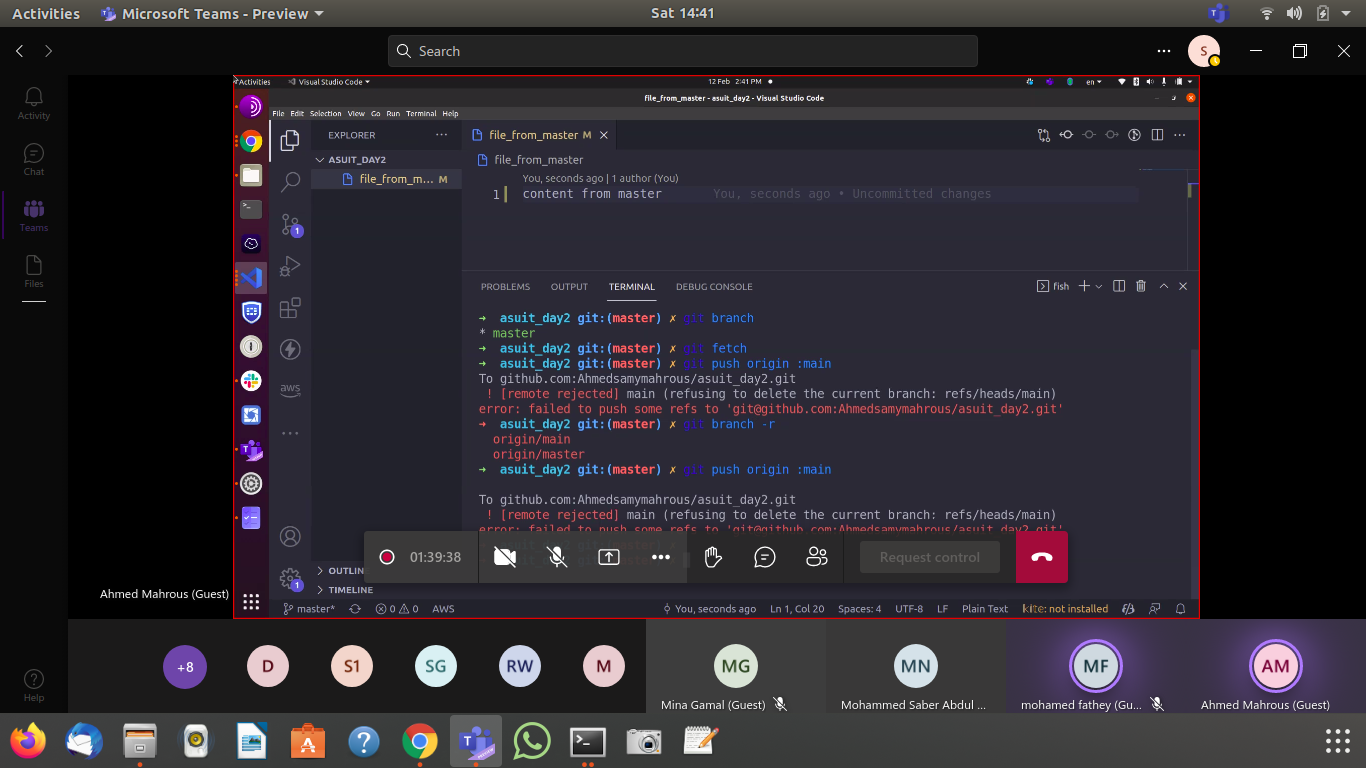 Activities
Microsoft Teams - Preview
Sat 14:41
Search
S
Activity
Chat
Teams
Files
Help
Activities
Visual Studio Code
12 Feb 2:41 PM
en
file_from_master - asuit_day2 - Visual Studio Code
File Edit Selection View Go Run Terminal Help
EXPLORER
file_from_master M
ASUIT_DAY2
file_from_m... M
file_from_master
You, seconds ago | 1 author (You)
1 content from master You, seconds ago • Uncommitted changes
1
aws
1
PROBLEMS OUTPUT TERMINAL DEBUG CONSOLE
fish
➜ asuit_day2 git:(master) ✗ git branch
* master
➜ asuit_day2 git:(master) ✗ git fetch
➜ asuit_day2 git:(master) ✗ git push origin :main
To github.com:Ahmedsamymahrous/asuit_day2.git
! [remote rejected] main (refusing to delete the current branch: refs/heads/main)
error: failed to push some refs to 'git@github.com:Ahmedsamymahrous/asuit_day2.git'
➜ asuit_day2 git:(master) ✗ git branch -r
origin/main
origin/master
➜ asuit_day2 git:(master) ✗ git push origin :main
To github.com:Ahmedsamymahrous/asuit_day2.git
! [remote rejected] main (refusing to delete the current branch: refs/heads/main)
error: failed to push some refs to 'git@github.com:Ahmedsamymahrous/asuit_day2.git'
01:39:38
Request control
OUTLIN
TIMELINE
Ahmed Mahrous (Guest)
master* 0 0 AWS
You, seconds ago Ln 1, Col 20 Spaces: 4 UTF-8 LF Plain Text kite: not installed
+8
D
S1
SG
RW
M
MG
MN
MF
AM
Mina Gamal (Guest)
Mohammed Saber Abdul ...
mohamed fathey (Gu...
Ahmed Mahrous (Guest)